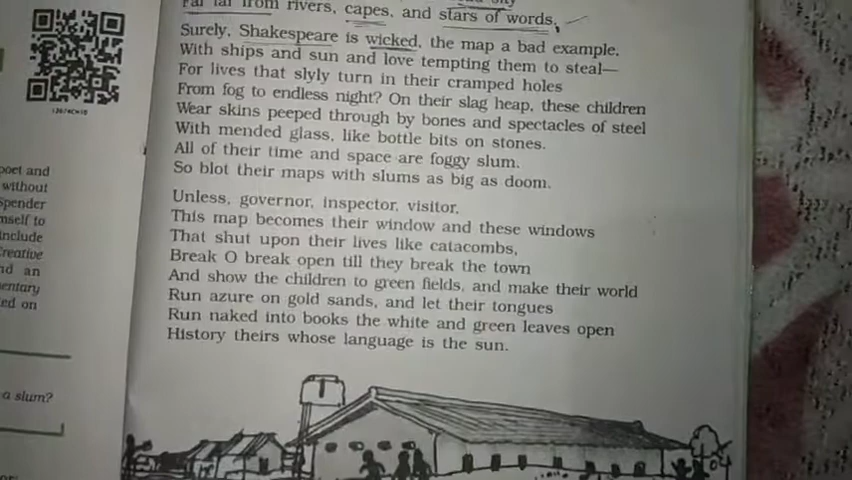 Far far from rivers, capes, and stars of words.
Surely, Shakespeare is wicked, the map a bad example.
With ships and sun and love tempting them to steal—
For lives that slyly turn in their cramped holes
From fog to endless night? On their slag heap, these children
Wear skins peeped through by bones and spectacles of steel
With mended glass, like bottle bits on stones.
All of their time and space are foggy slum.
So blot their maps with slums as big as doom.
Unless, governor, inspector, visitor,
This map becomes their window and these windows
That shut upon their lives like catacombs,
Break O break open till they break the town
And show the children to green fields, and make their world
Run azure on gold sands, and let their tongues
Run naked into books the white and green leaves open
History theirs whose language is the sun.
poet and
without
Spender
mself to
include
Creative
nd an
mentary
ed on
a slum?